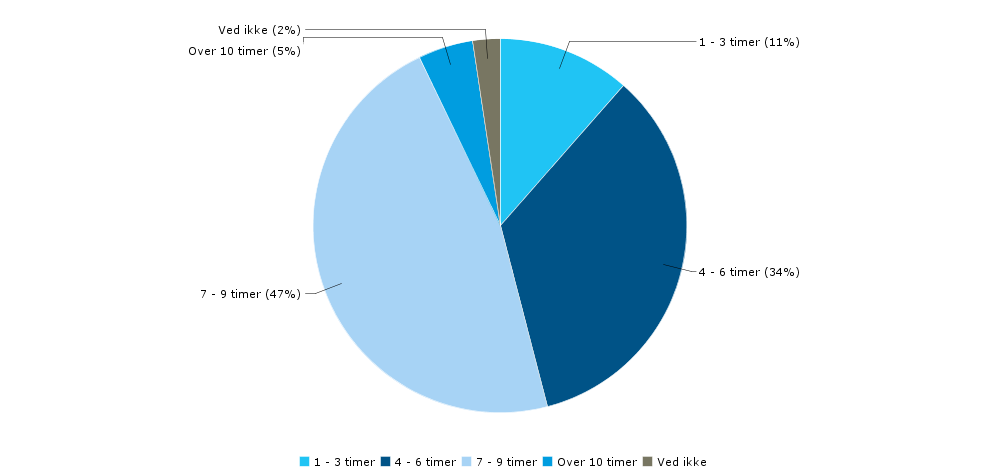 Ved ikke (2%)
Over 10 timer (5%)
1 - 3 timer (11%)
4 - 6 timer (34%)
7 - 9 timer (47%)
1 - 3 timer 4 - 6 timer 7 - 9 timer Over 10 timer Ved ikke